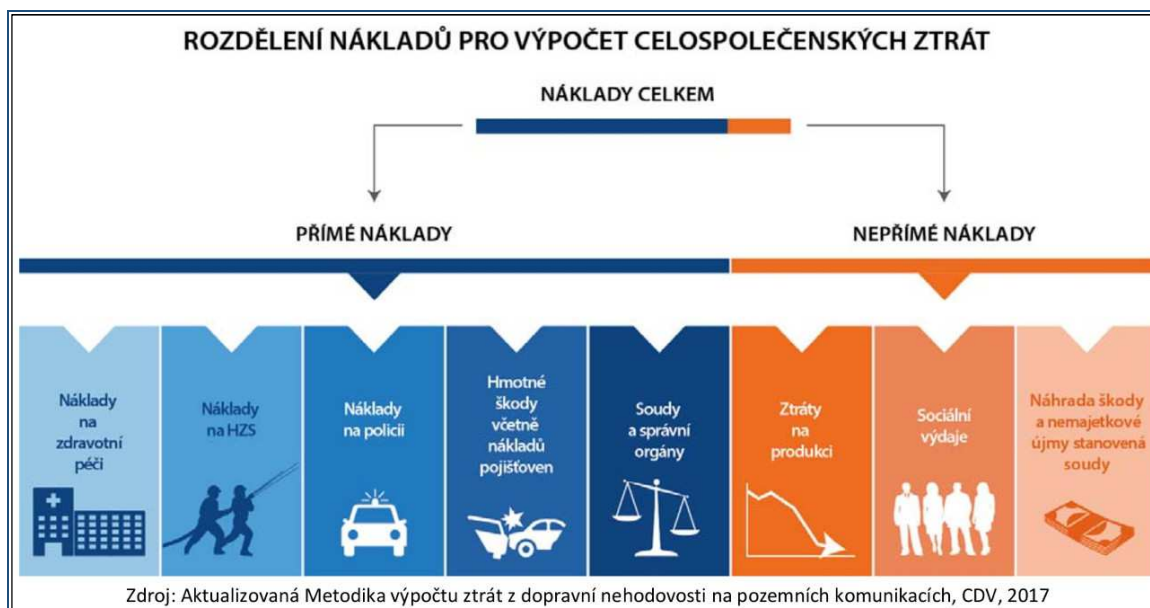 ROZDĚLENÍ NÁKLADŮ PRO VÝPOČET CELOSPOLEČENSKÝCH ZTRÁT
NÁKLADY CELKEM
PŘÍMÉ NÁKLADY
NEPŘÍMÉ NÁKLADY
Náklady
na
zdravotní
péči
Náklady
na HZS
Náklady
na policii
Hmotné
škody
včetně
nákladů
pojišťoven
Soudy
a správní
orgány
Ztráty
na
produkci
Sociální
výdaje
Náhrada škody
a nemajetkové
újmy stanovená
soudy
Zdroj: Aktualizovaná Metodika výpočtu ztrát z dopravní nehodovosti na pozemních komunikacích, CDV, 2017